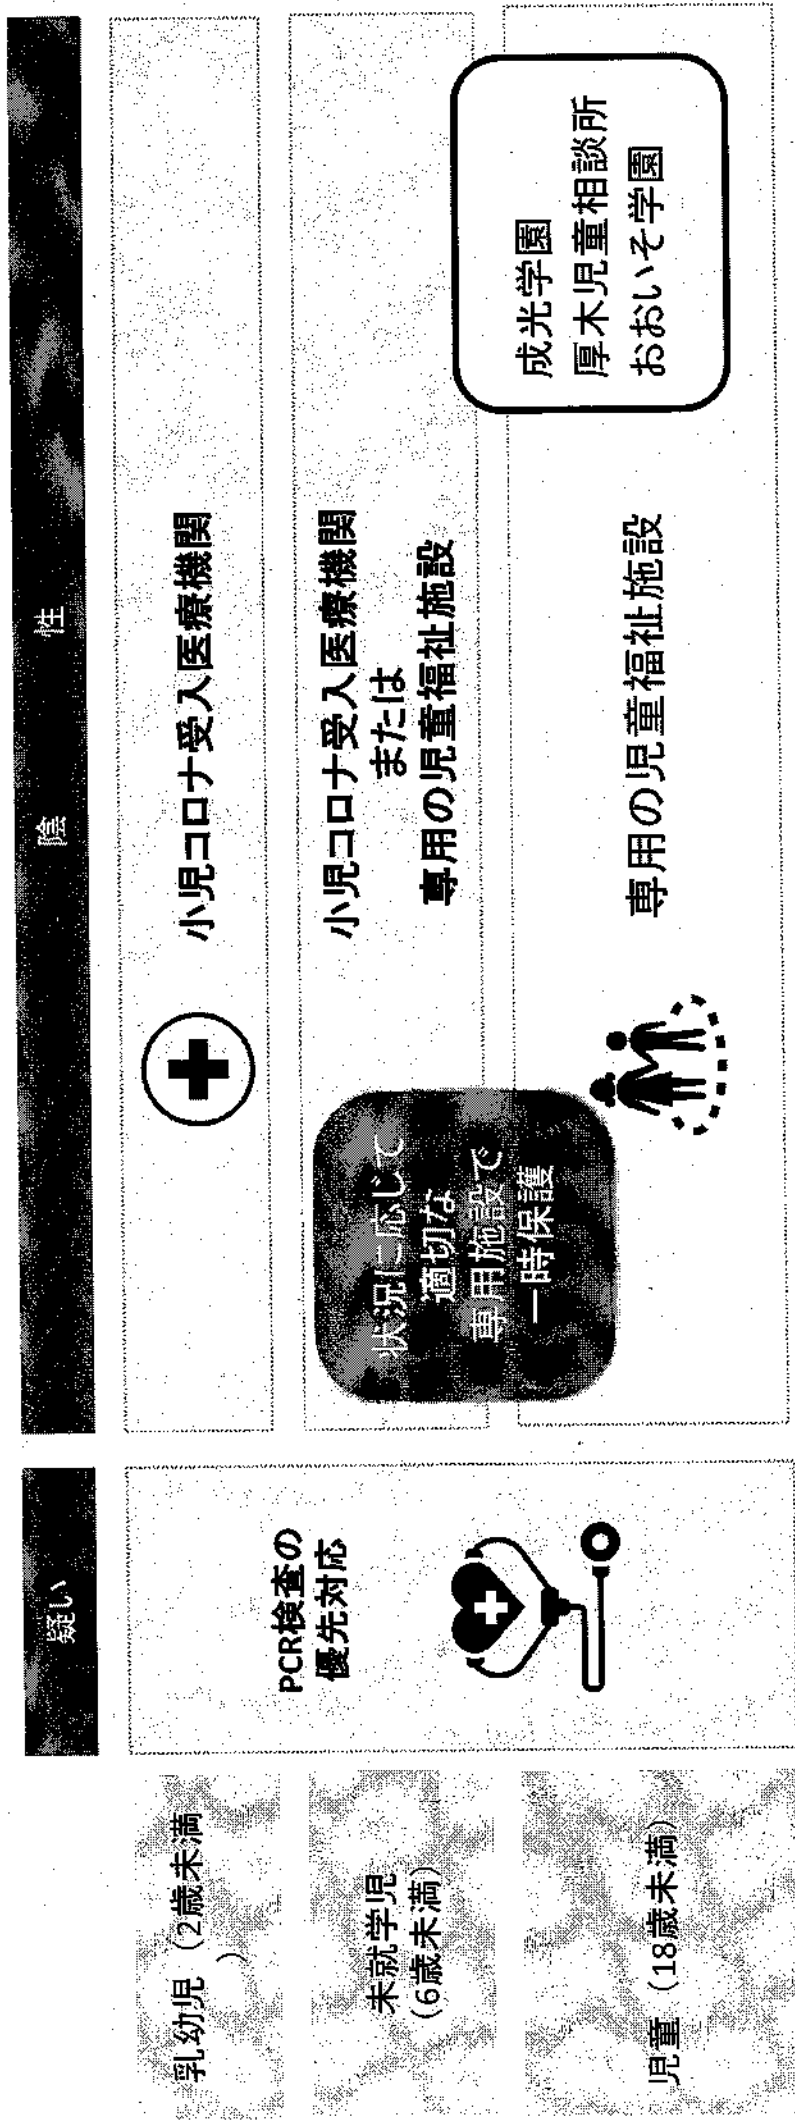 疑い
陰性
乳幼児（2歳未満
）
未就学児
（6歳未満）
児童（18歳未満）
PCR検査の
優先対応
小児コロナ受入医療機関
小児コロナ受入医療機関
または
専用の児童福祉施設
状況に応じて
適切な
専用施設で
一時保護
専用の児童福祉施設
成光学園
厚木児童相談所
おおいそ学園